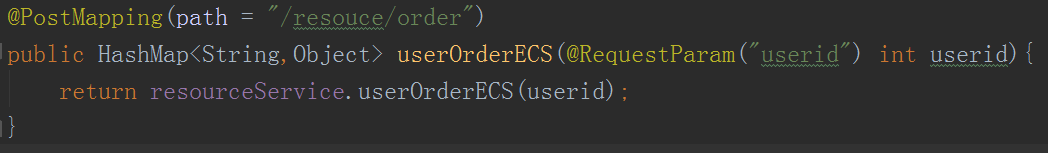 @PostMapping(path = "/resouce/order")
public HashMap<String,Object> userOrderECS(@RequestParam("userid") int userid){
    return resourceService.userOrderECS(userid);
}